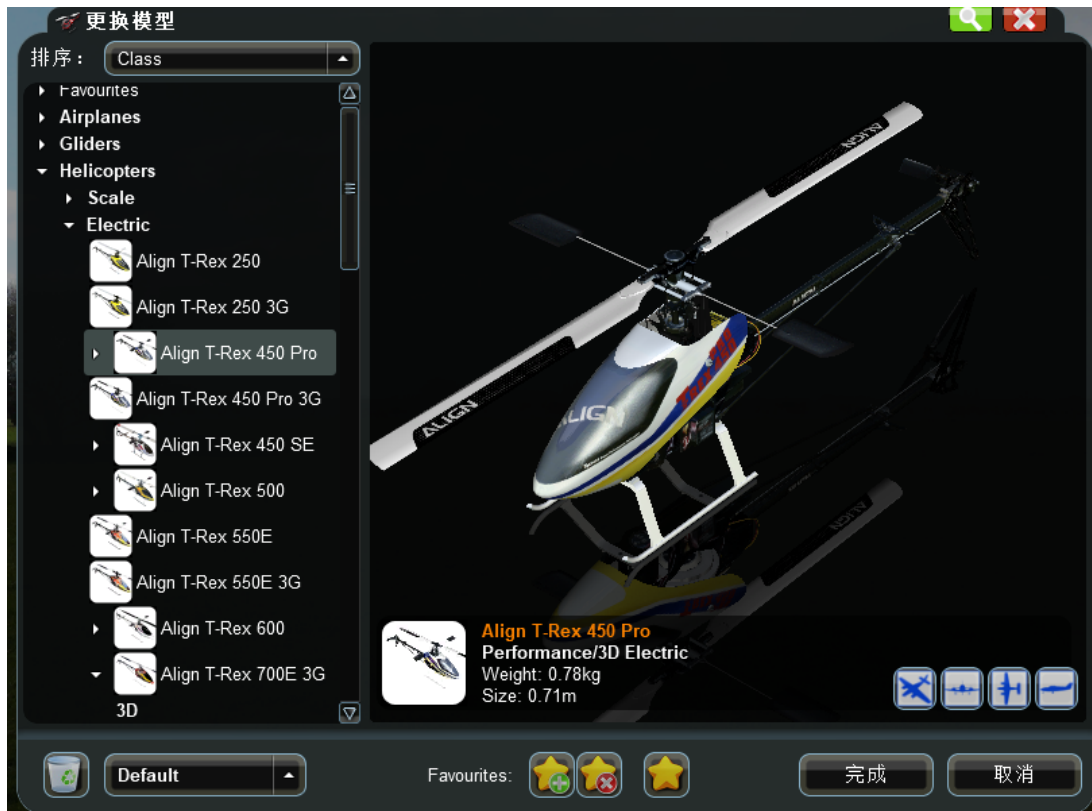 更换模型
排序：
Class
Favourites
Airplanes
Gliders
Helicopters
Scale
Electric
Align T-Rex 250
Align T-Rex 250 3G
Align T-Rex 450 Pro
Align T-Rex 450 Pro 3G
Align T-Rex 450 SE
Align T-Rex 500
Align T-Rex 550E
Align T-Rex 550E 3G
Align T-Rex 600
Align T-Rex 700E 3G
3D
ALIGN
ALIGN
ALIGN
Align T-Rex 450 Pro
Performance/3D Electric
Weight: 0.78kg
Size: 0.71m
Default
Favourites:
完成
取消